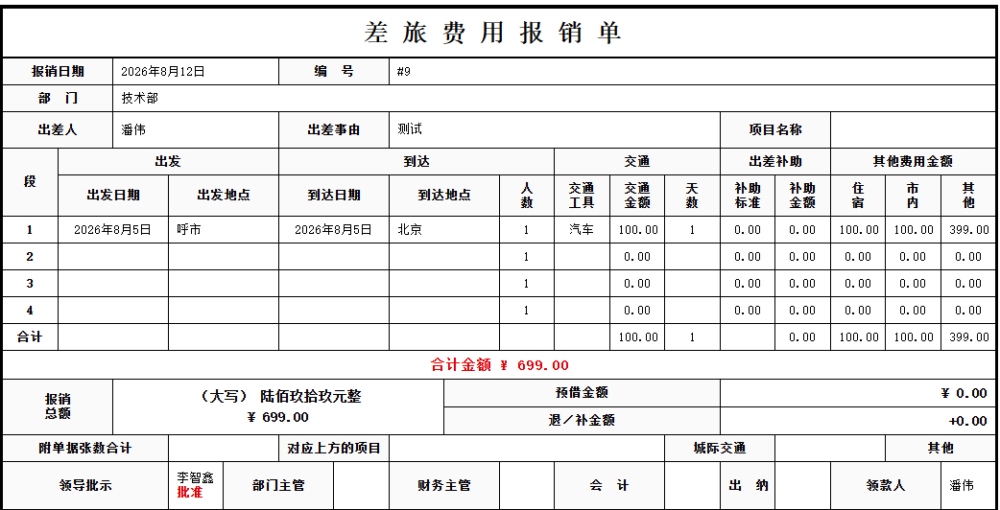 差旅费用报销单
报销日期 2026年8月12日 编 号 #9
部 门 技术部
出差人 潘伟 出差事由 测试 项目名称
段 出发 到达 交通 出差补助 其他费用金额
出发日期 出发地点 到达日期 到达地点 人数 交通工具 交通金额 天数 补助标准 补助金额 住宿 市内 其他
1 2026年8月5日 呼市 2026年8月5日 北京 1 汽车 100.00 1 0.00 0.00 100.00 100.00 399.00
2 1 0.00 0.00 0.00 0.00 0.00 0.00
3 1 0.00 0.00 0.00 0.00 0.00 0.00
4 1 0.00 0.00 0.00 0.00 0.00 0.00
合计 100.00 1 0.00 100.00 100.00 399.00
合计金额 ¥ 699.00
报销总额 （大写） 陆佰玖拾玖元整 预借金额 ¥ 0.00
¥ 699.00 退／补金额 +0.00
附单据张数合计 对应上方的项目 城际交通 其他
领导批示 李智鑫 批准 部门主管 财务主管 会 计 出 纳 领款人 潘伟